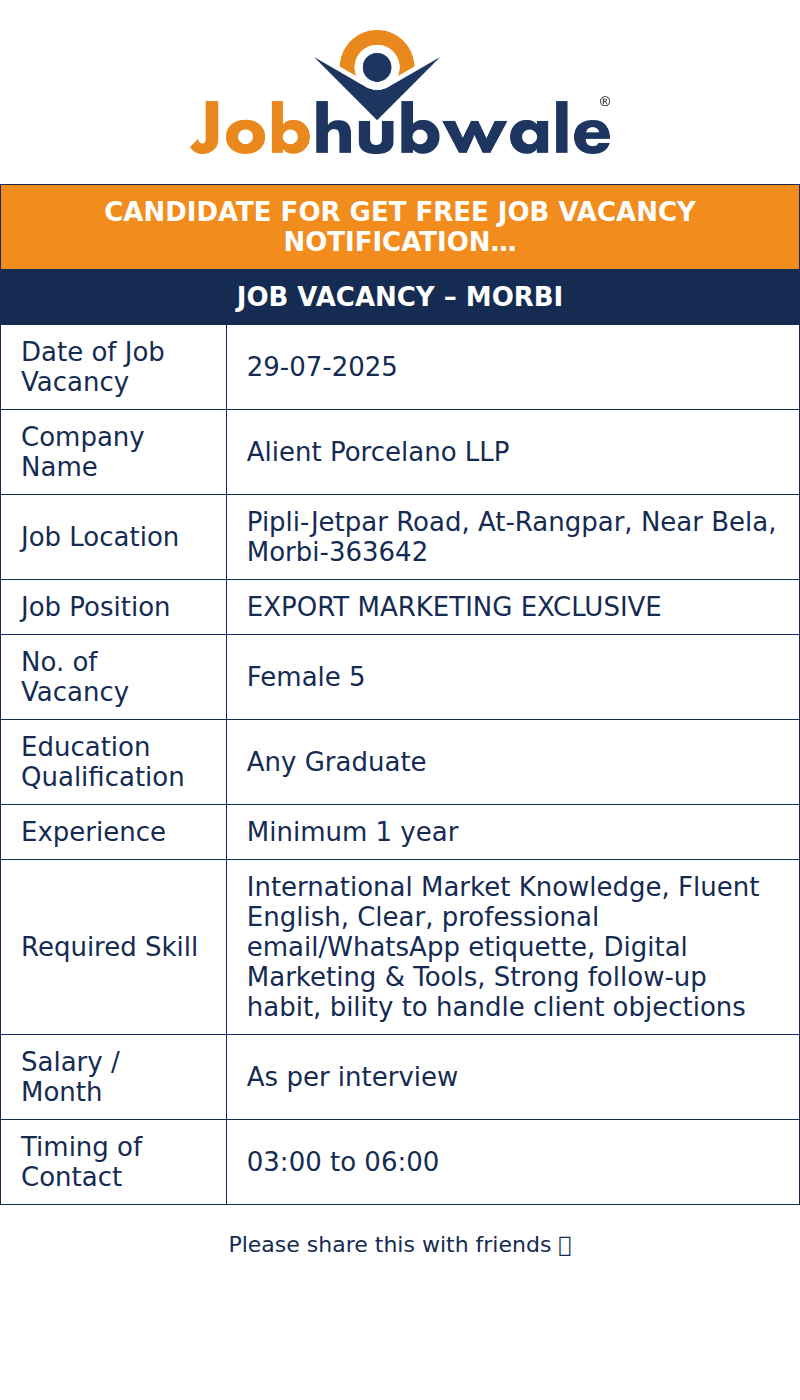 Jobhubwale®
CANDIDATE FOR GET FREE JOB VACANCY
NOTIFICATION…
JOB VACANCY – MORBI
Date of Job
Vacancy
29-07-2025
Company
Name
Alient Porcelano LLP
Job Location
Pipli-Jetpar Road, At-Rangpar, Near Bela,
Morbi-363642
Job Position
EXPORT MARKETING EXCLUSIVE
No. of
Vacancy
Female 5
Education
Qualification
Any Graduate
Experience
Minimum 1 year
Required Skill
International Market Knowledge, Fluent
English, Clear, professional
email/WhatsApp etiquette, Digital
Marketing & Tools, Strong follow-up
habit, bility to handle client objections
Salary /
Month
As per interview
Timing of
Contact
03:00 to 06:00
Please share this with friends